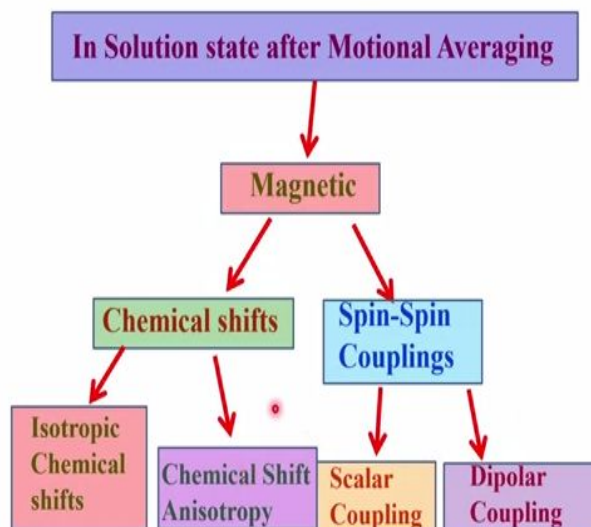 In Solution state after Motional Averaging
Magnetic
Chemical shifts
Spin-Spin
Couplings
Isotropic
Chemical
shifts
Chemical Shift
Anisotropy
Scalar
Coupling
Dipolar
Coupling